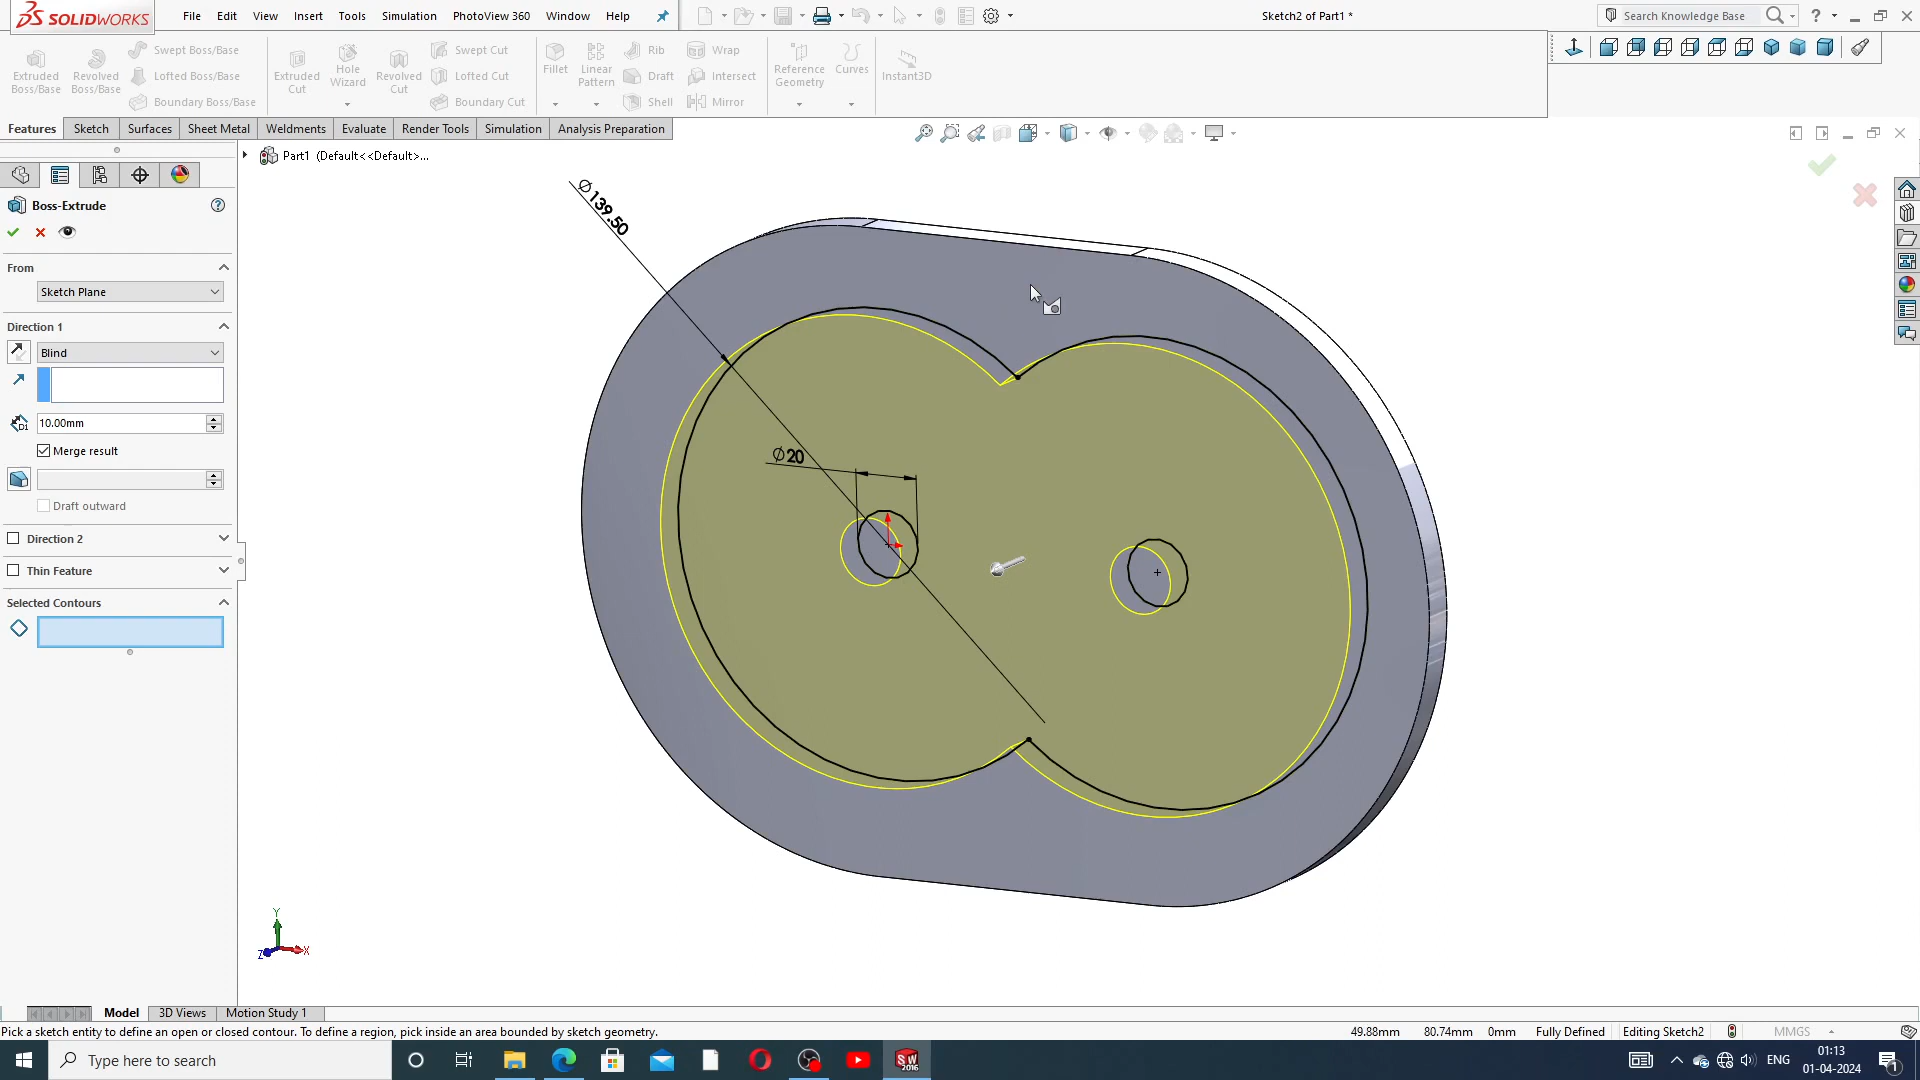 SOLIDWORKS
File Edit View Insert Tools Simulation PhotoView 360 Window Help
Sketch2 of Part1 *
Search Knowledge Base
Extruded Boss/Base
Revolved Boss/Base
Swept Boss/Base
Lofted Boss/Base
Boundary Boss/Base
Extruded Cut
Hole Wizard
Revolved Cut
Swept Cut
Lofted Cut
Boundary Cut
Fillet
Linear Pattern
Rib
Draft
Shell
Wrap
Intersect
Mirror
Reference Geometry
Curves
Instant3D
Features Sketch Surfaces Sheet Metal Weldments Evaluate Render Tools Simulation Analysis Preparation
Part1 (Default<<Default>...
Boss-Extrude
From
Sketch Plane
Direction 1
Blind
D1
10.00mm
Merge result
Draft outward
Direction 2
Thin Feature
Selected Contours
∅139.50
∅20
Y
X
Z
Model 3D Views Motion Study 1
Pick a sketch entity to define an open or closed contour. To define a region, pick inside an area bounded by sketch geometry.
49.88mm 80.74mm 0mm Fully Defined Editing Sketch2 MMGS
Type here to search
SW
2016
ENG
01:13
01-04-2024
1